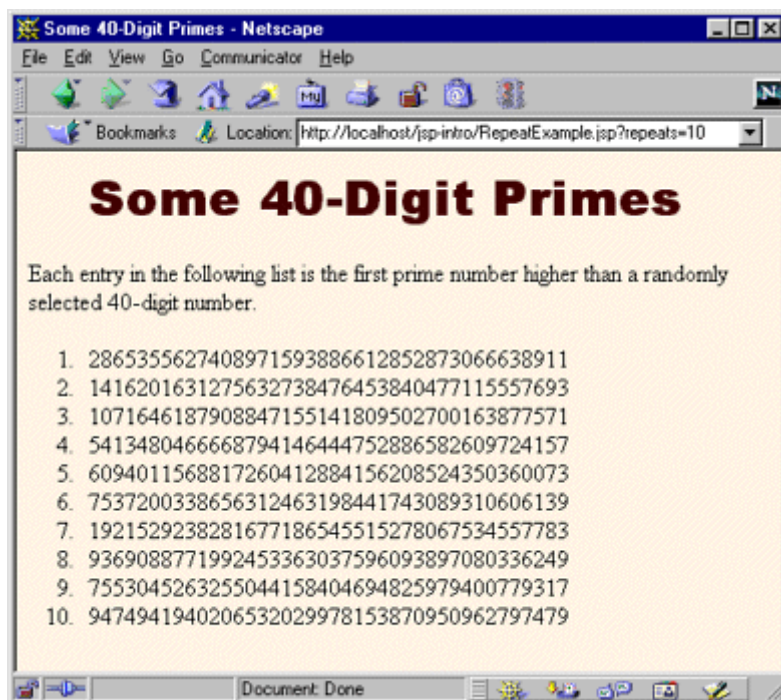 Some 40-Digit Primes - Netscape
File Edit View Go Communicator Help
My
N
Bookmarks Location: http://localhost/jsp-intro/RepeatExample.jsp?repeats=10
Some 40-Digit Primes
Each entry in the following list is the first prime number higher than a randomly
selected 40-digit number.
1. 2865355627408971593886612852873066638911
2. 1416201631275632738476453840477115557693
3. 1071646187908847155141809502700163877571
4. 5413480466668794146444752886582609724157
5. 6094011568817260412884156208524350360073
6. 7537200338656312463198441743089310606139
7. 1921529238281677186545515278067534557783
8. 9369088771992453363037596093897080336249
9. 7553045263255044158404694825979400779317
10. 9474941940206532029978153870950962797479
Document: Done